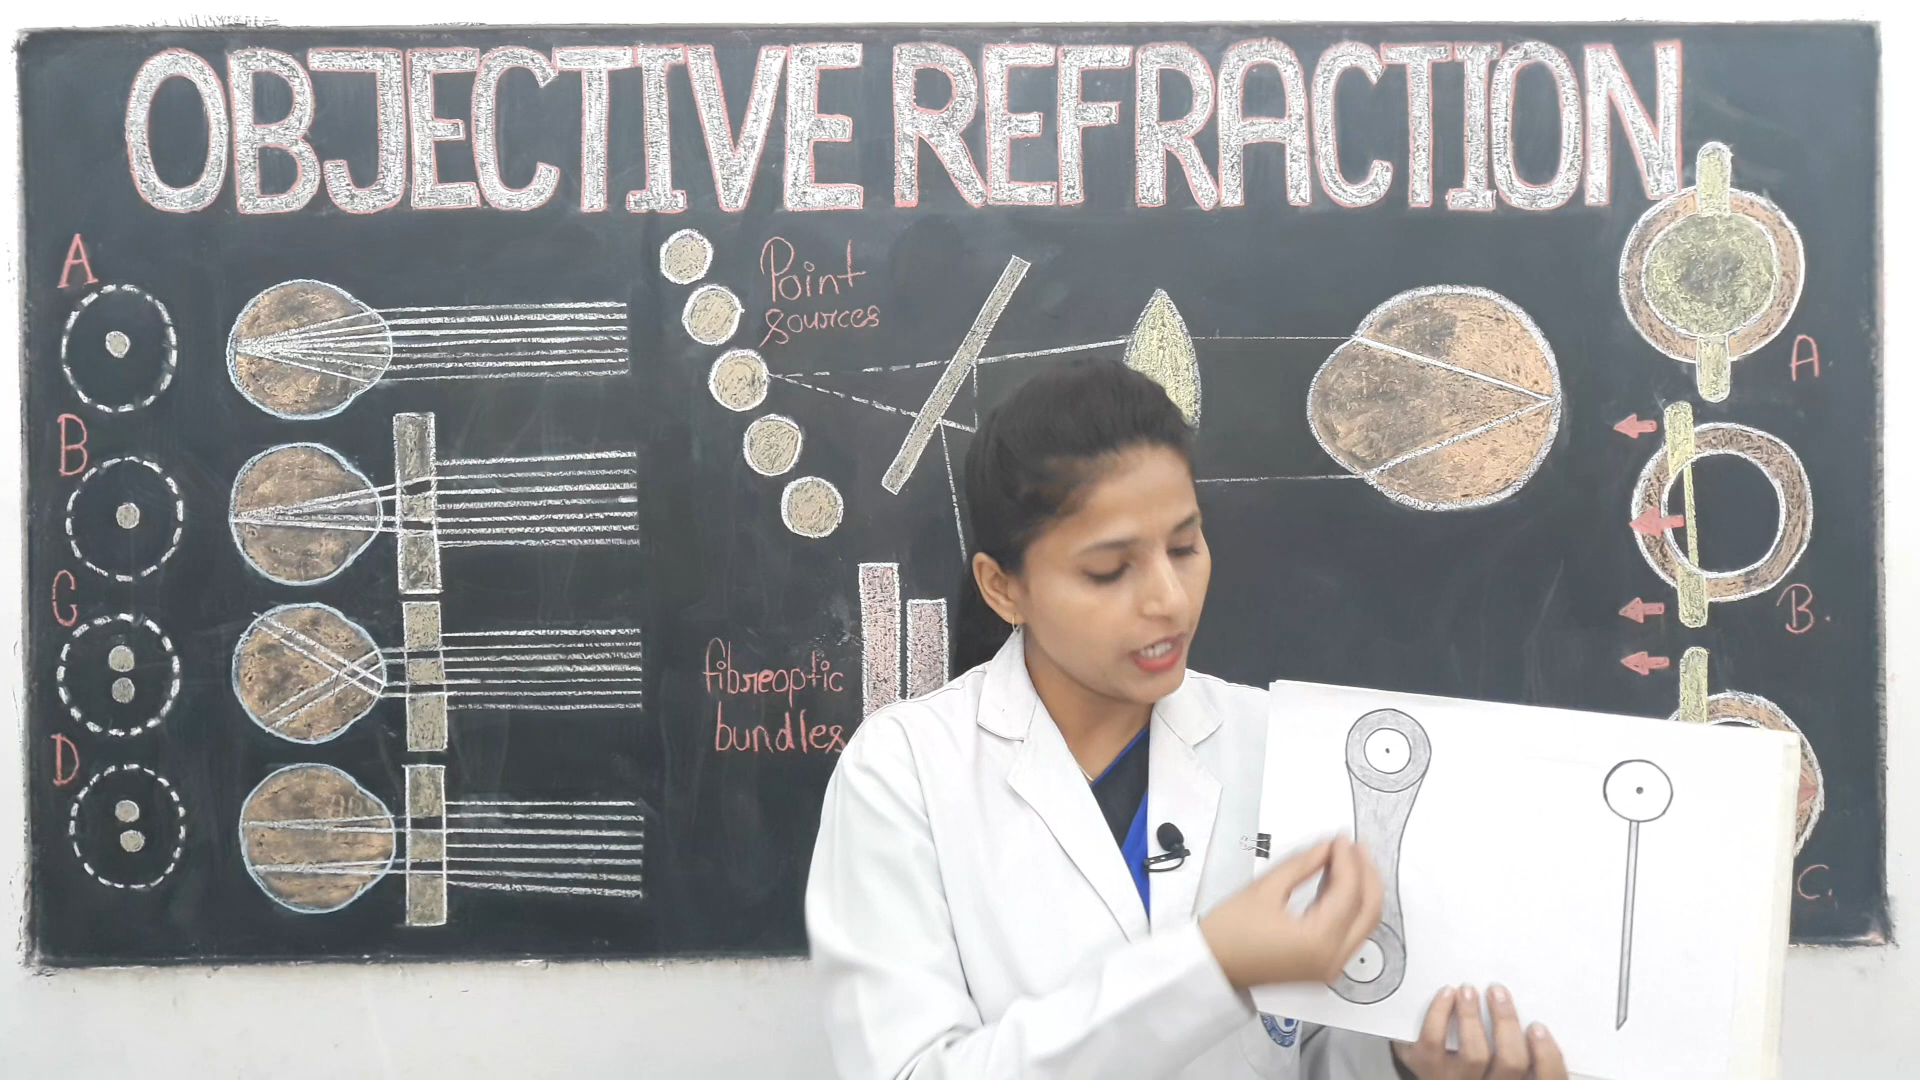 OBJECTIVE REFRACTION
A
B
C
D
Point
sources
fibreoptic
bundles
A.
B.
C.